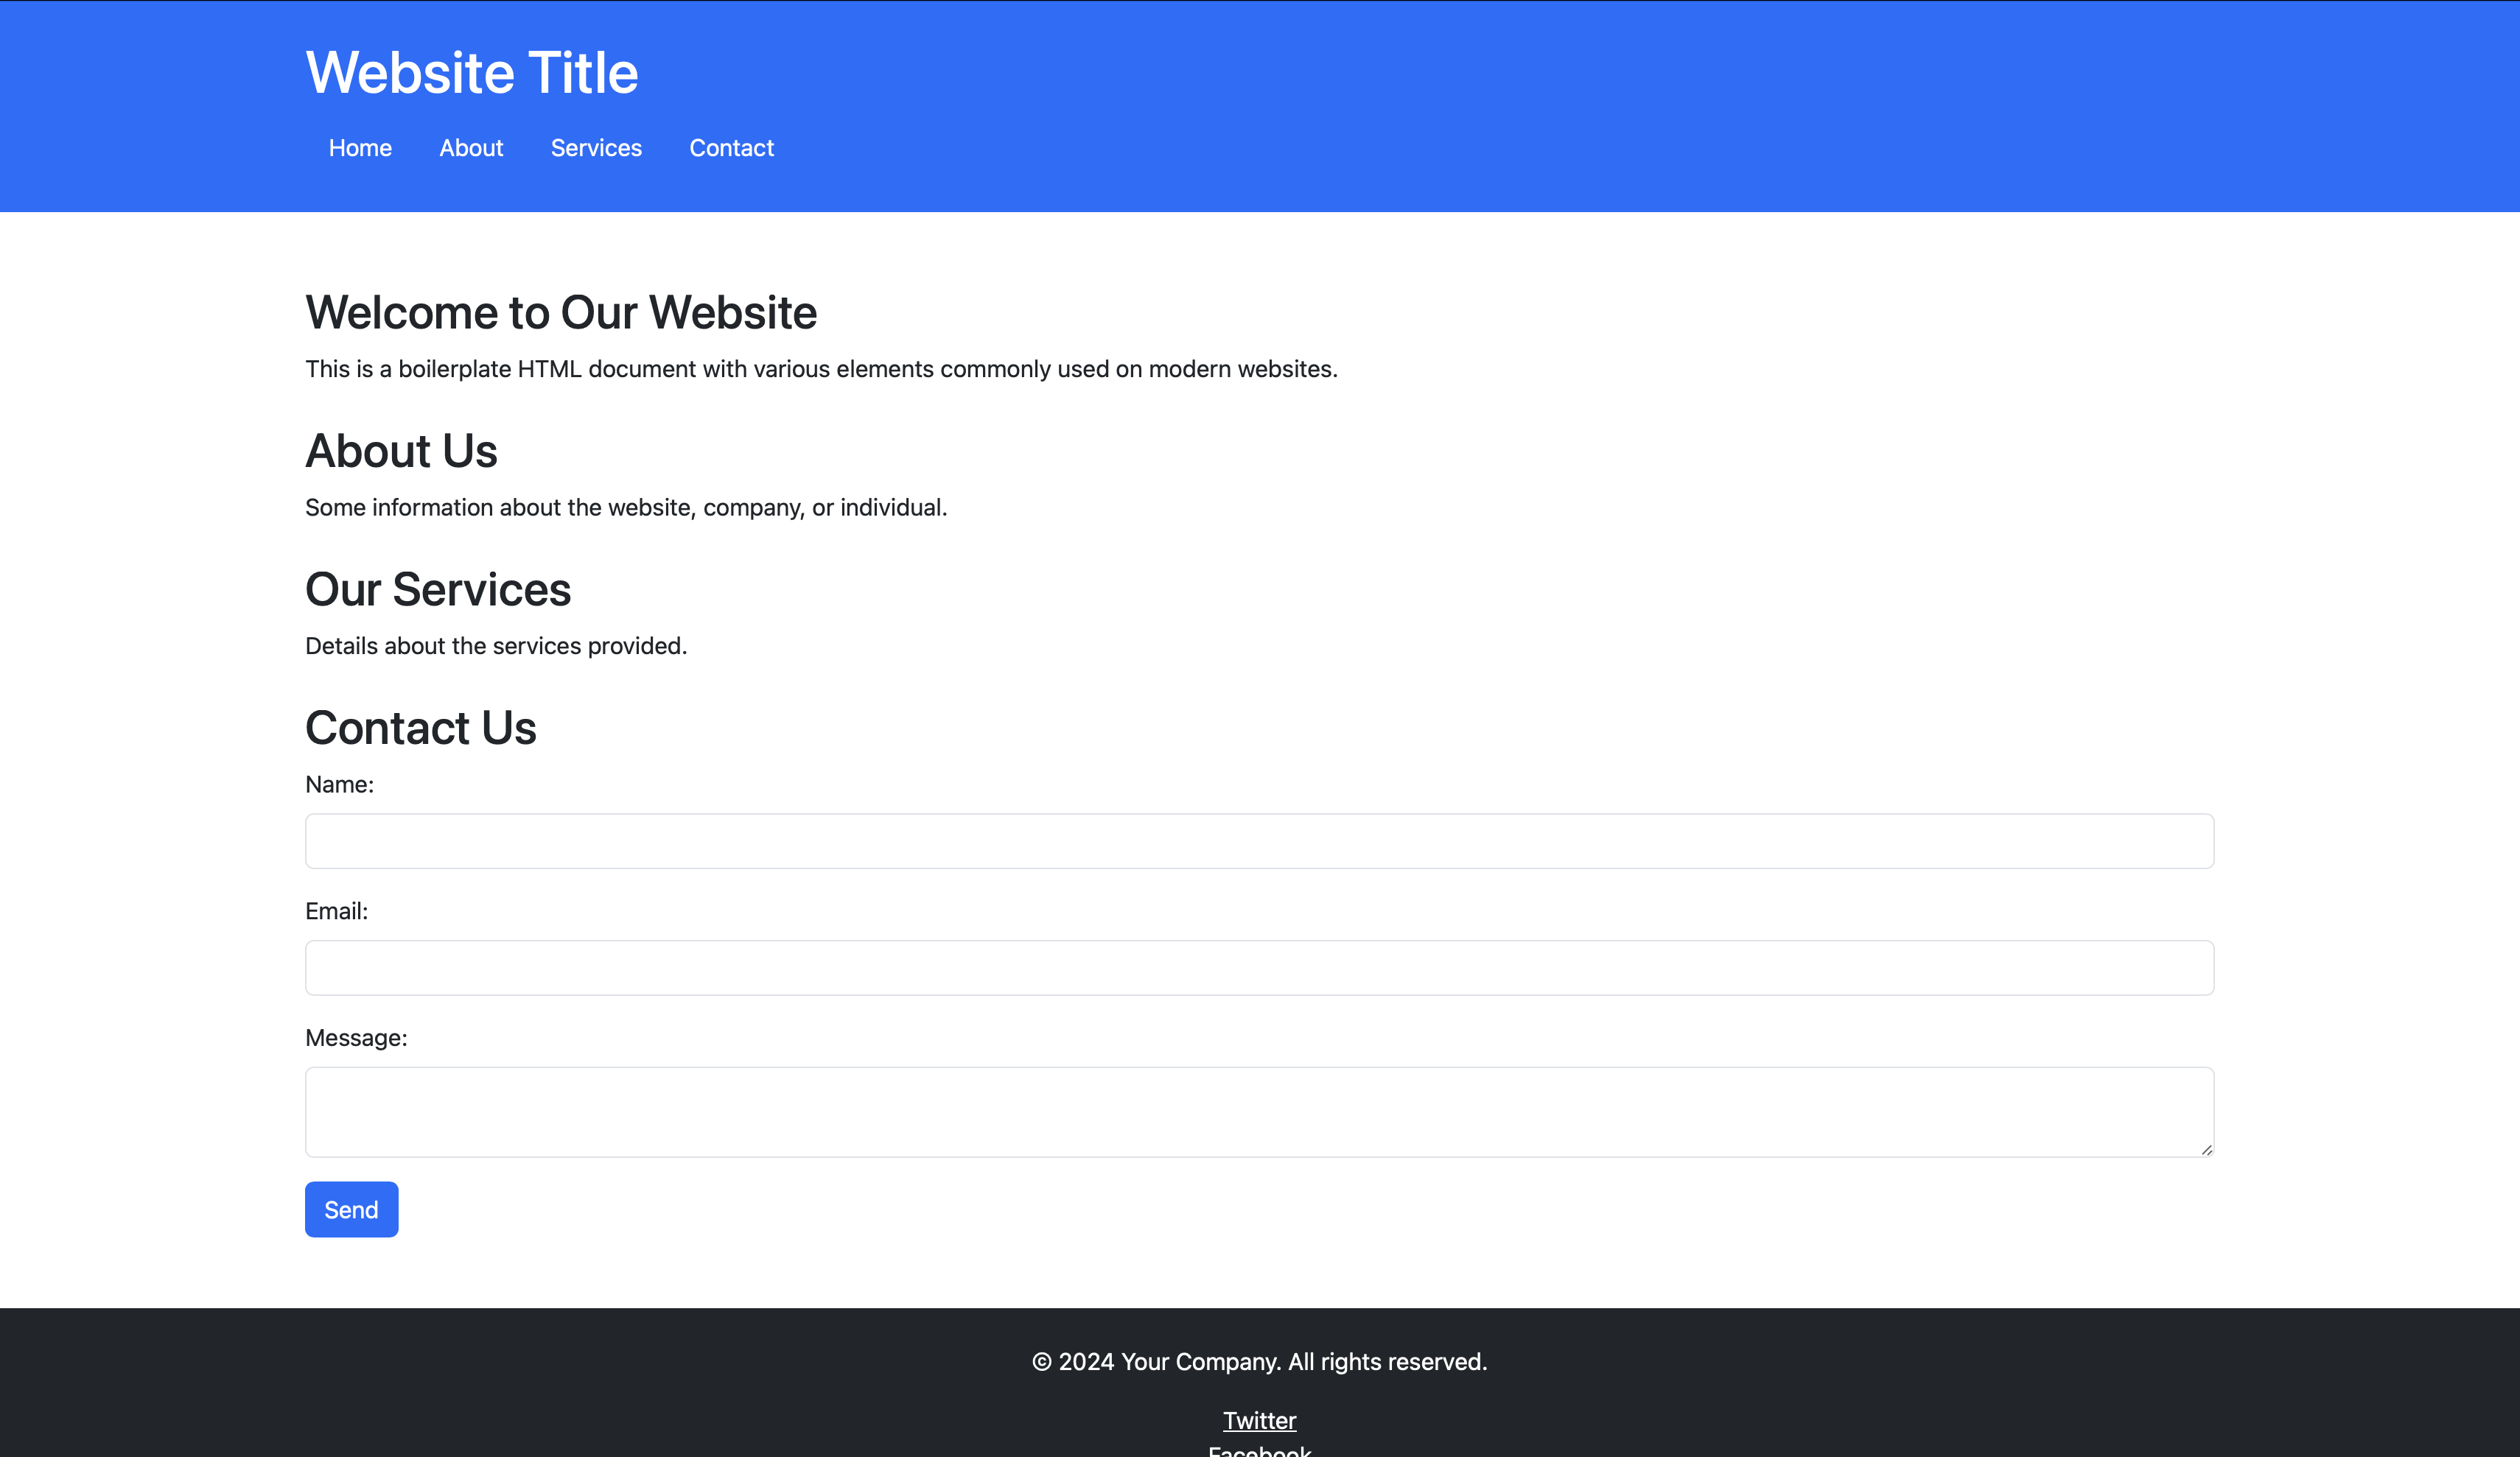 Website Title
Home About Services Contact
Welcome to Our Website
This is a boilerplate HTML document with various elements commonly used on modern websites.
About Us
Some information about the website, company, or individual.
Our Services
Details about the services provided.
Contact Us
Name:
Email:
Message:
Send
© 2024 Your Company. All rights reserved.
Twitter
Facebook